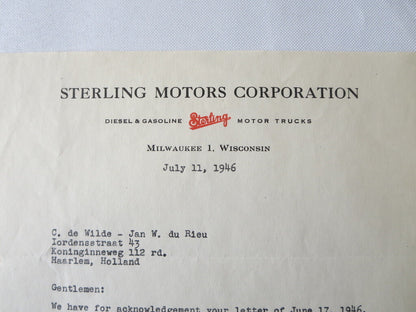 STERLING MOTORS CORPORATION
DIESEL & GASOLINE Sterling MOTOR TRUCKS
MILWAUKEE 1, WISCONSIN
July 11, 1946
C. de Wilde - Jan W. du Rieu
Iordensstraat 43
Koninginneweg 112 rd.
Haarlem, Holland
Gentlemen:
We have for acknowledgement your letter of June 17, 1946.